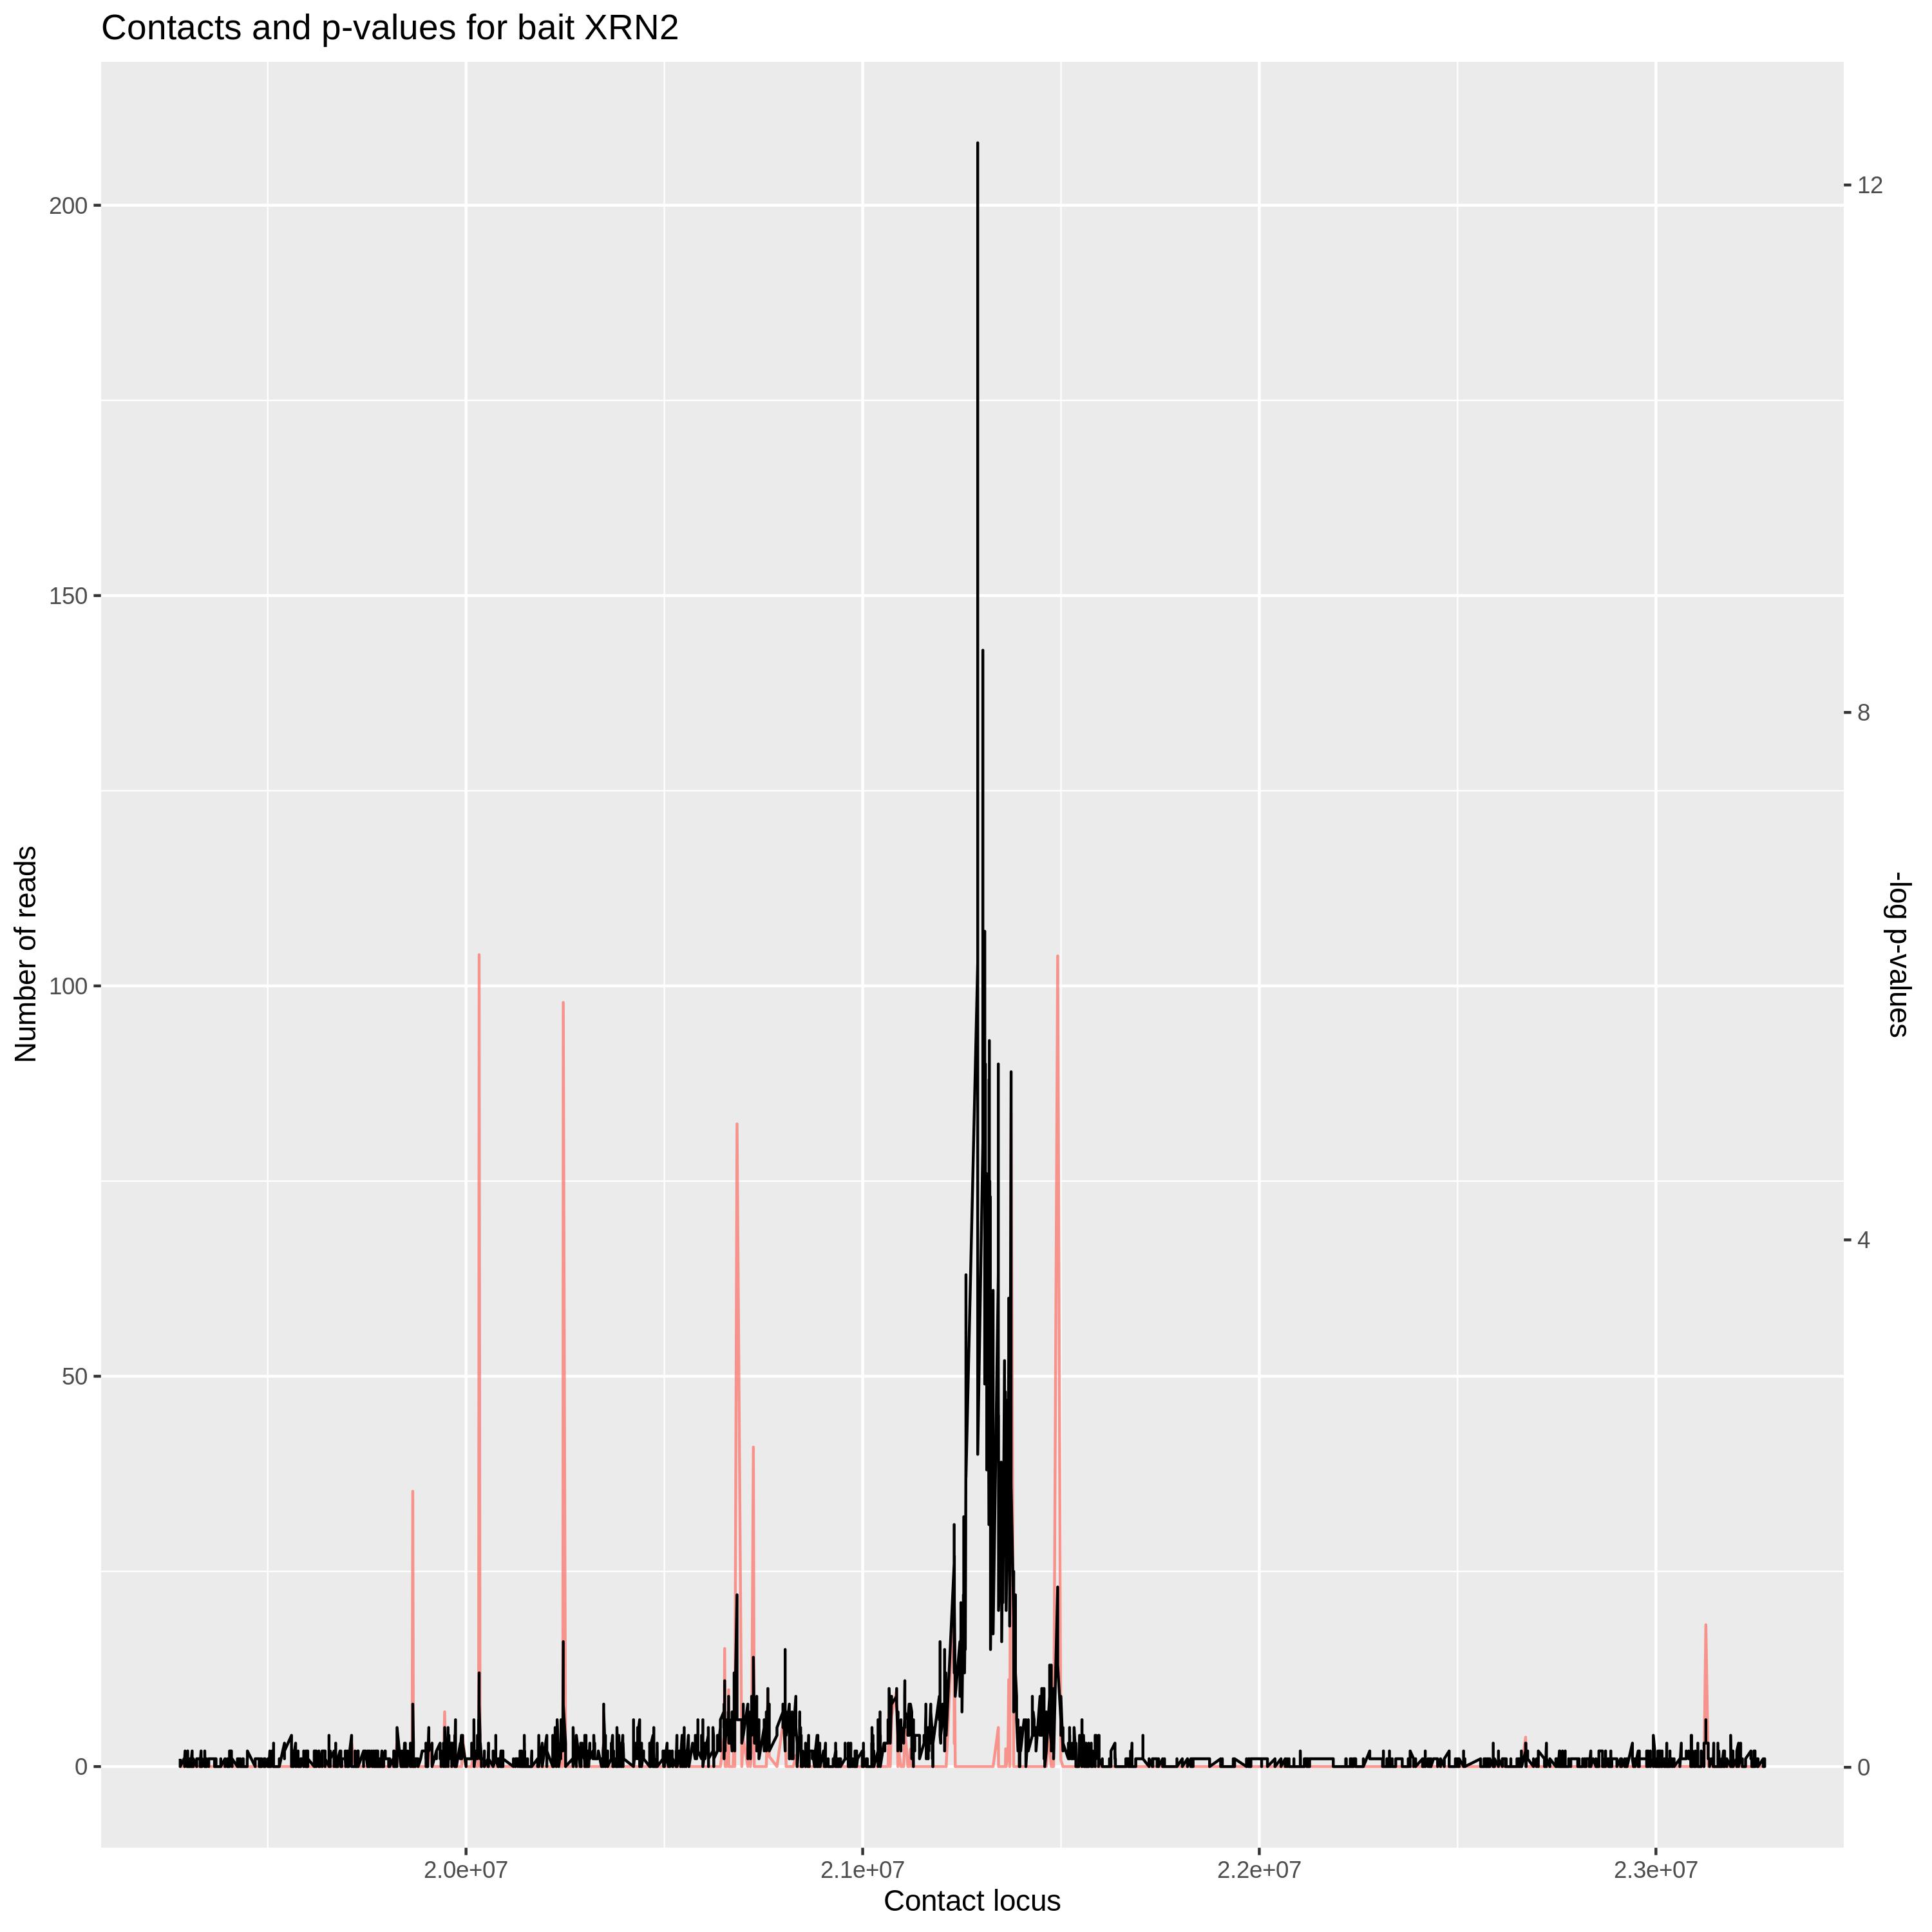 Contacts and p-values for bait XRN2
200
150
100
50
0
Number of reads
12
8
4
0
-log p-values
2.0e+07
2.1e+07
2.2e+07
2.3e+07
Contact locus